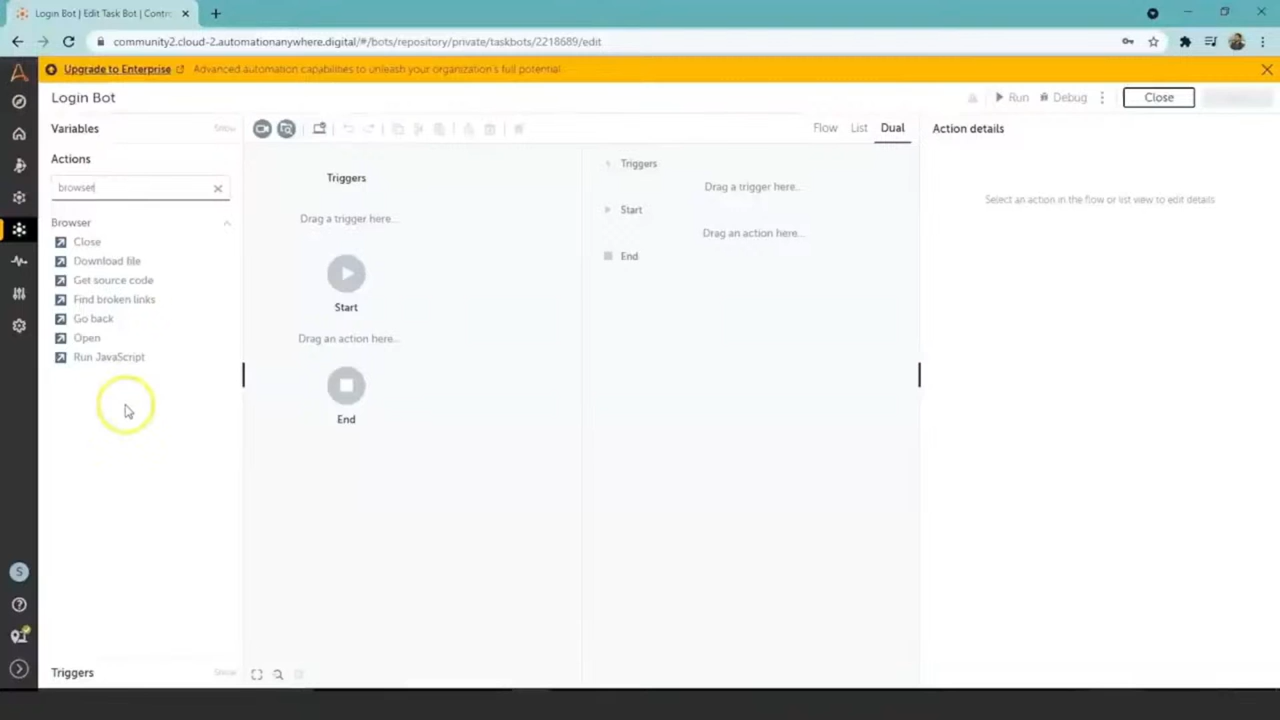 Login Bot | Edit Task Bot | Contr
community2.cloud-2.automationanywhere.digital/#/bots/repository/private/taskbots/2218689/edit
Upgrade to Enterprise Advanced automation capabilities to unleash your organization's full potential.
Login Bot Run Debug Close
Variables Show
Flow List Dual
Action details
Actions
browser
Browser
Close
Download file
Get source code
Find broken links
Go back
Open
Run JavaScript
Triggers
Drag a trigger here...
Start
Drag an action here...
End
Triggers
Drag a trigger here...
Start
Drag an action here...
End
Select an action in the flow or list view to edit details
S
Triggers Show